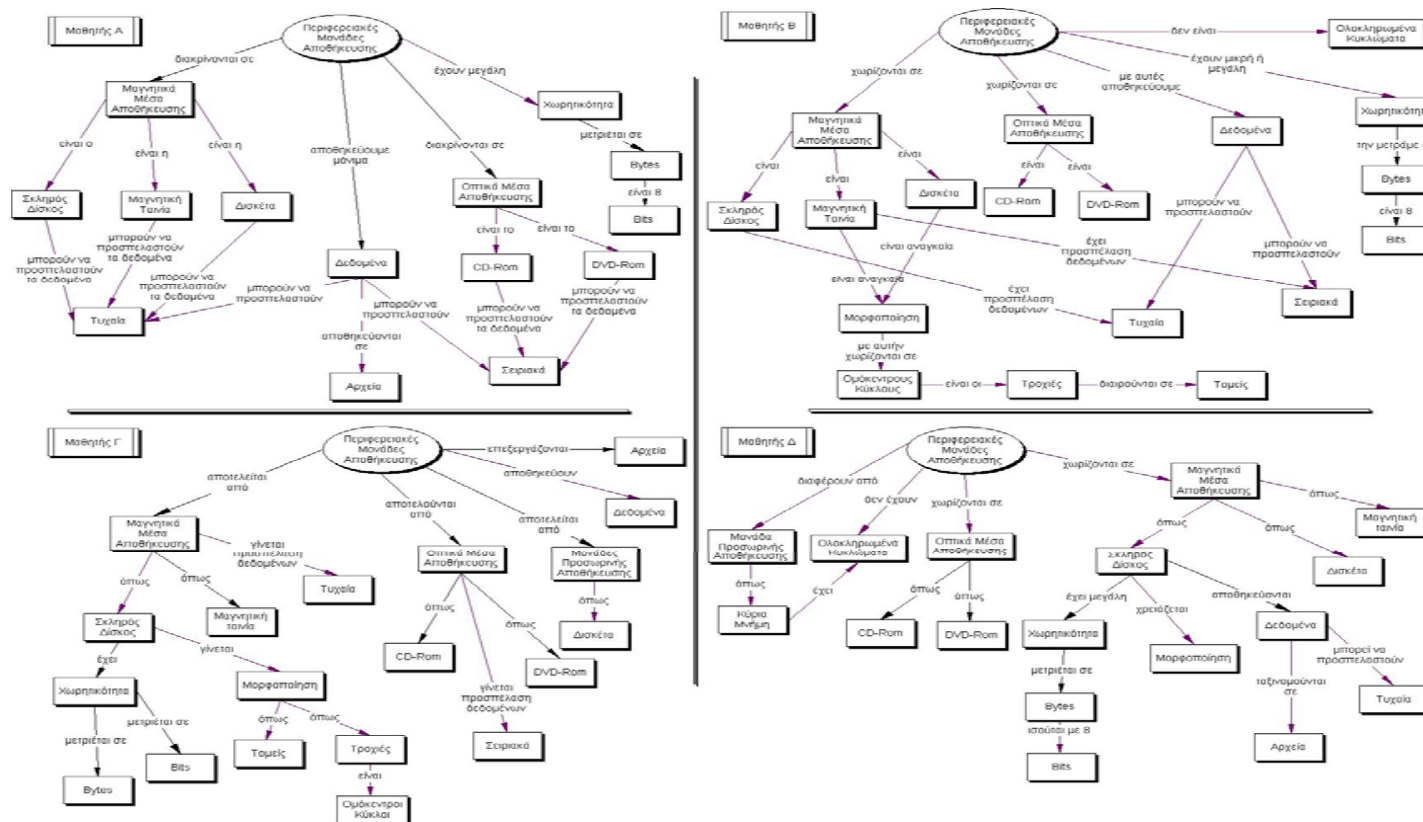 Μαθητής Α
Περιφερειακές
Μονάδες
Αποθήκευσης
διακρίνονται σε
έχουν μεγάλη
Μαγνητικά
Μέσα
Αποθήκευσης
Χωρητικότητα
μετριέται σε
Bytes
είναι 8
Bits
είναι ο
είναι η
είναι η
αποθηκεύουμε
μόνιμα
διακρίνονται σε
Οπτικά Μέσα
Αποθήκευσης
Σκληρός
Δίσκος
Μαγνητική
Ταινία
Δισκέτα
είναι το
είναι το
Δεδομένα
CD-Rom
DVD-Rom
μπορούν να
προσπελαστούν
τα δεδομένα
μπορούν να
προσπελαστούν
τα δεδομένα
μπορούν να
προσπελαστούν
τα δεδομένα
μπορούν να
προσπελαστούν
μπορούν να
προσπελαστούν
μπορούν να
προσπελαστούν
τα δεδομένα
μπορούν να
προσπελαστούν
τα δεδομένα
Τυχαία
αποθηκεύονται
σε
Αρχεία
Σειριακά
Μαθητής Β
Περιφερειακές
Μονάδες
Αποθήκευσης
δεν είναι
Ολοκληρωμένα
Κυκλώματα
χωρίζονται σε
χωρίζονται σε
με αυτές
αποθηκεύουμε
έχουν μικρή ή
μεγάλη
Μαγνητικά
Μέσα
Αποθήκευσης
Οπτικά Μέσα
Αποθήκευσης
Δεδομένα
Χωρητικότητα
την μετράμε
Bytes
είναι 8
Bits
είναι
είναι
είναι
είναι
είναι
Σκληρός
Δίσκος
Μαγνητική
Ταινία
Δισκέτα
CD-Rom
DVD-Rom
είναι αναγκαία
είναι αναγκαία
έχει
προσπέλαση
δεδομένων
έχει
προσπέλαση
δεδομένων
μπορούν να
προσπελαστούν
μπορούν να
προσπελαστούν
Μορφοποίηση
Τυχαία
Σειριακά
με αυτήν
χωρίζονται σε
Ομόκεντρους
Κύκλους
είναι οι
Τροχιές
διαιρούνται σε
Τομείς
Μαθητής Γ
Περιφερειακές
Μονάδες
Αποθήκευσης
επεξεργάζονται
Αρχεία
αποθηκεύουν
Δεδομένα
αποτελείται
από
αποτελούνται
από
αποτελείται
από
Μαγνητικά
Μέσα
Αποθήκευσης
γίνεται
προσπέλαση
δεδομένων
Τυχαία
Οπτικά Μέσα
Αποθήκευσης
Μονάδες
Προσωρινής
Αποθήκευσης
όπως
όπως
όπως
όπως
όπως
Σκληρός
Δίσκος
Μαγνητική
ταινία
Δισκέτα
CD-Rom
DVD-Rom
έχει
γίνεται
Χωρητικότητα
Μορφοποίηση
γίνεται
προσπέλαση
δεδομένων
Σειριακά
μετριέται σε
μετριέται σε
Bytes
Bits
όπως
όπως
Τομείς
Τροχιές
είναι
Ομόκεντροι
Κύκλοι
Μαθητής Δ
Περιφερειακές
Μονάδες
Αποθήκευσης
διαφέρουν από
δεν έχουν
χωρίζονται σε
χωρίζονται σε
Μαγνητικά
Μέσα
Αποθήκευσης
όπως
Μαγνητική
ταινία
Μονάδα
Προσωρινής
Αποθήκευσης
Ολοκληρωμένα
Κυκλώματα
Οπτικά Μέσα
Αποθήκευσης
όπως
όπως
Σκληρός
Δίσκος
Δισκέτα
όπως
έχει
Κύρια
Μνήμη
όπως
όπως
CD-Rom
DVD-Rom
έχει μεγάλη
χρειάζεται
αποθηκεύονται
Χωρητικότητα
Μορφοποίηση
Δεδομένα
μετριέται σε
Bytes
ισούται με 8
Bits
ταξινομούνται
σε
Αρχεία
μπορεί να
προσπελαστούν
Τυχαία